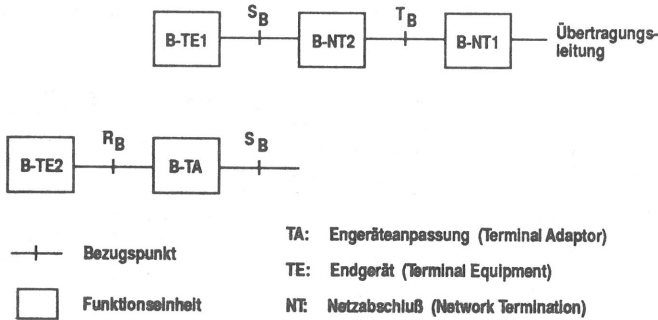 S_B T_B
B-TE1 B-NT2 B-NT1 Übertragungs-
leitung
R_B S_B
B-TE2 B-TA
TA: Engeräteanpassung (Terminal Adaptor)
Bezugspunkt
TE: Endgerät (Terminal Equipment)
Funktionseinheit NT: Netzabschluß (Network Termination)